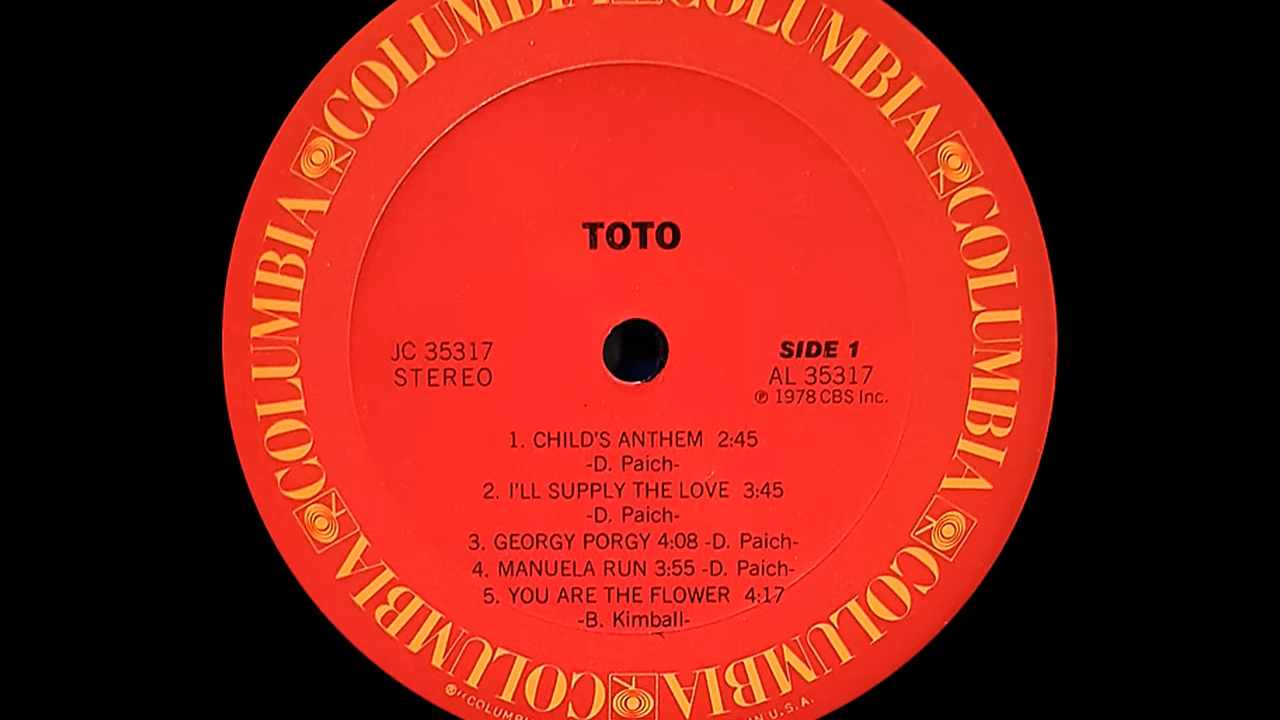 COLUMBIA COLUMBIA COLUMBIA COLUMBIA COLUMBIA COLUMBIA COLUMBIA COLUMBIA
TOTO
JC 35317
STEREO
SIDE 1
AL 35317
℗ 1978 CBS Inc.
1. CHILD'S ANTHEM 2:45
-D. Paich-
2. I'LL SUPPLY THE LOVE 3:45
-D. Paich-
3. GEORGY PORGY 4:08 -D. Paich-
4. MANUELA RUN 3:55 -D. Paich-
5. YOU ARE THE FLOWER 4:17
-B. Kimball-
U.S.A.